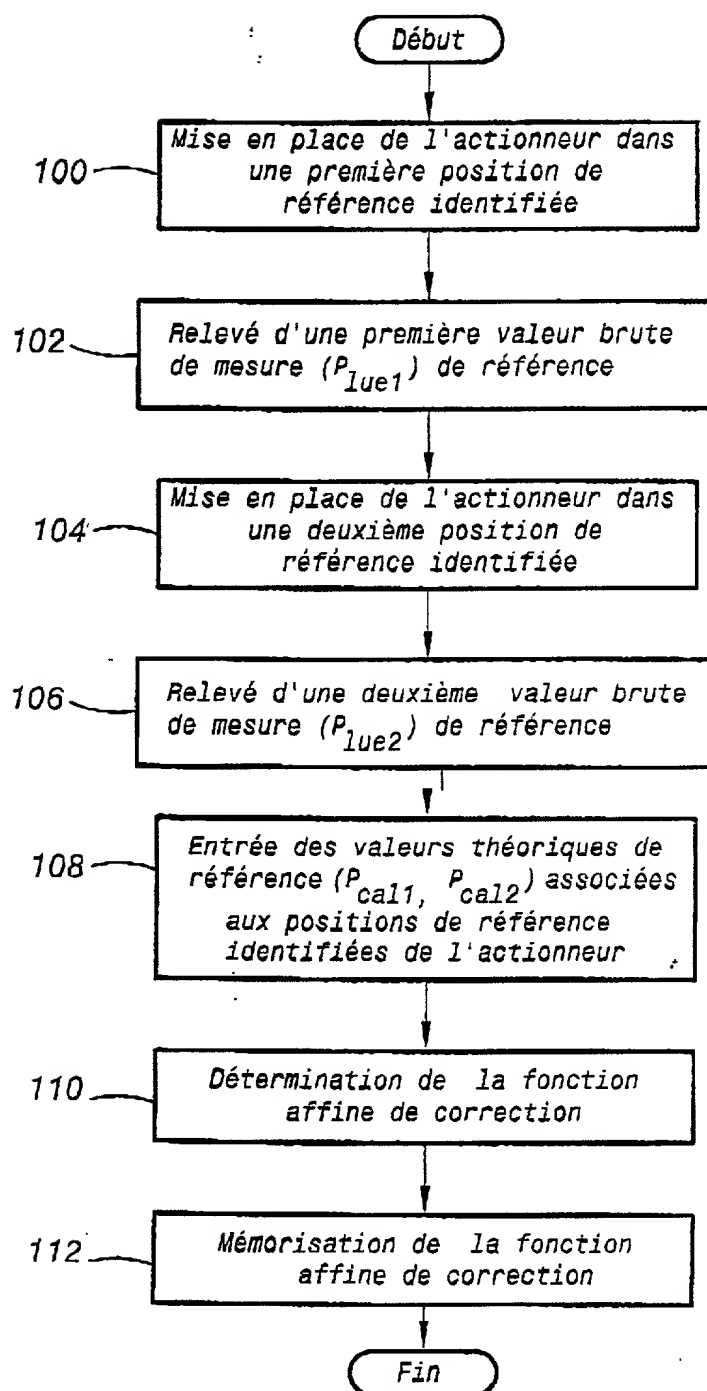 Début
100
Mise en place de l'actionneur dans
une première position de
référence identifiée
102
Relevé d'une première valeur brute
de mesure (P_lue1) de référence
104
Mise en place de l'actionneur dans
une deuxième position de
référence identifiée
106
Relevé d'une deuxième valeur brute
de mesure (P_lue2) de référence
108
Entrée des valeurs théoriques de
référence (P_cal1, P_cal2) associées
aux positions de référence
identifiées de l'actionneur
110
Détermination de la fonction
affine de correction
112
Mémorisation de la fonction
affine de correction
Fin